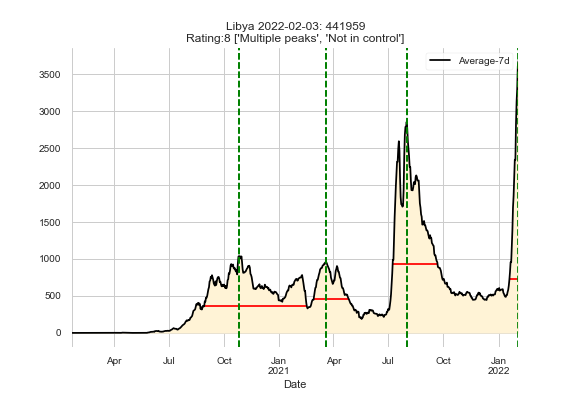 Libya 2022-02-03: 441959
Rating:8 ['Multiple peaks', 'Not in control']
Average-7d
3500
3000
2500
2000
1500
1000
500
0
Apr
Jul
Oct
Jan
2021
Apr
Jul
Oct
Jan
2022
Date